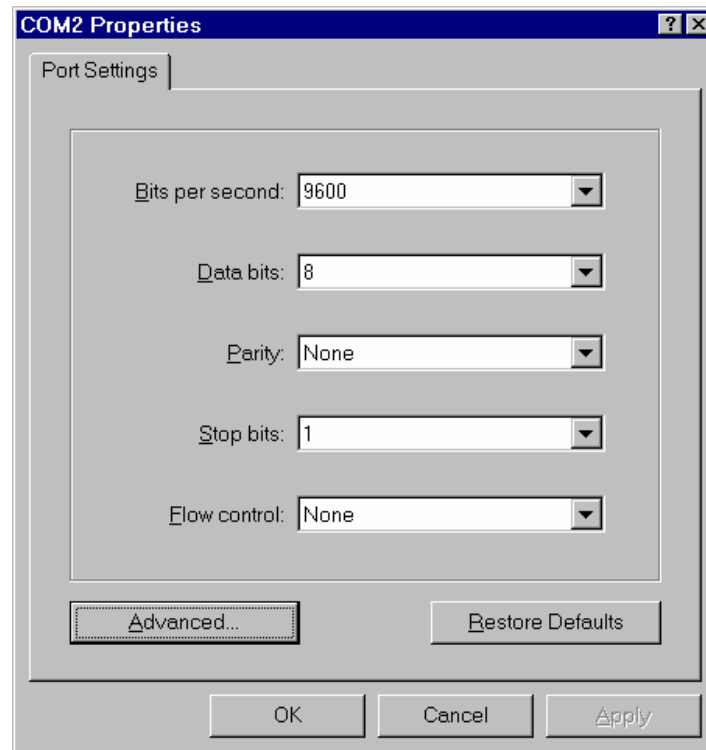 COM2 Properties
Port Settings
Bits per second: 9600
Data bits: 8
Parity: None
Stop bits: 1
Flow control: None
Advanced... Restore Defaults
OK Cancel Apply